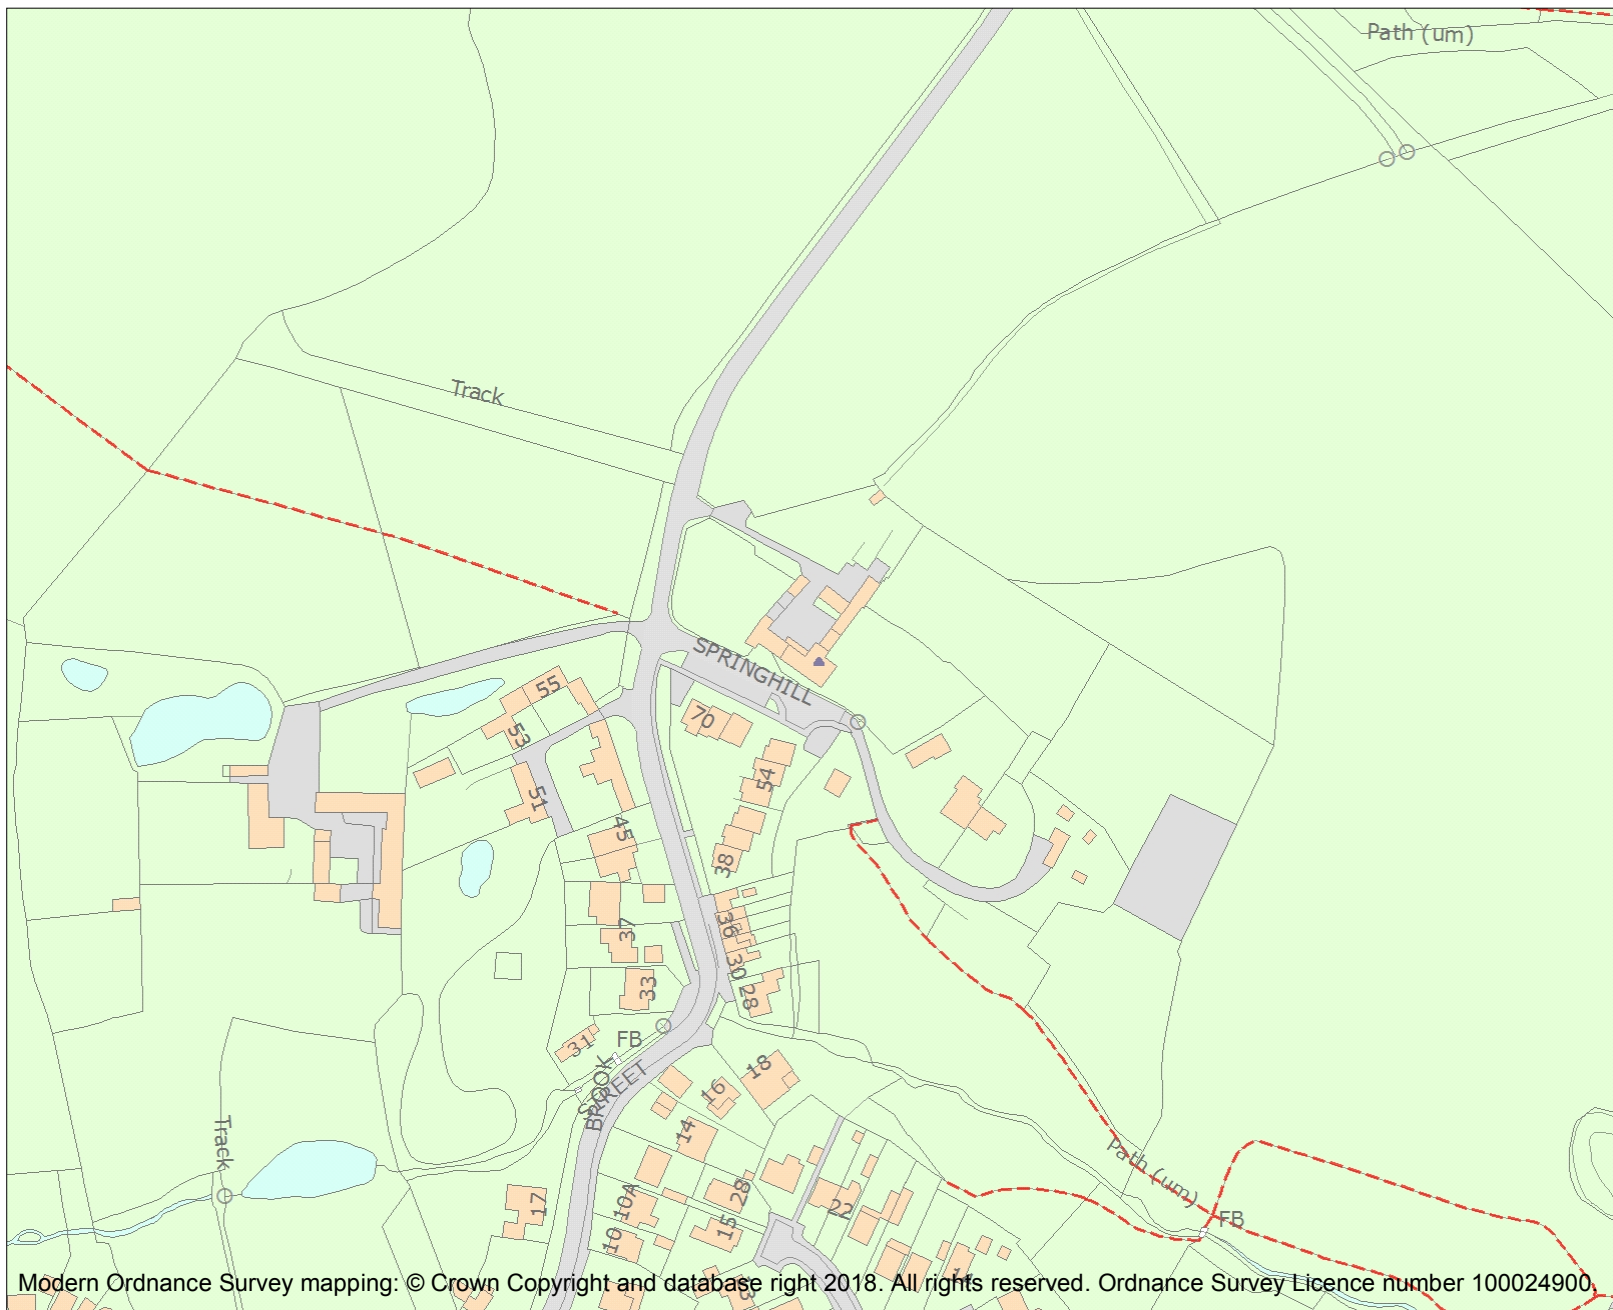 Path (um)
Track
SPRINGHILL
55
70
53
54
51
45
38
36
37
30
28
33
FB
31
BROOK
STREET
18
16
14
Track
Path (um)
28
17
10A
22
FB
15
10
13
Modern Ordnance Survey mapping: © Crown Copyright and database right 2018. All rights reserved. Ordnance Survey Licence number 100024900.